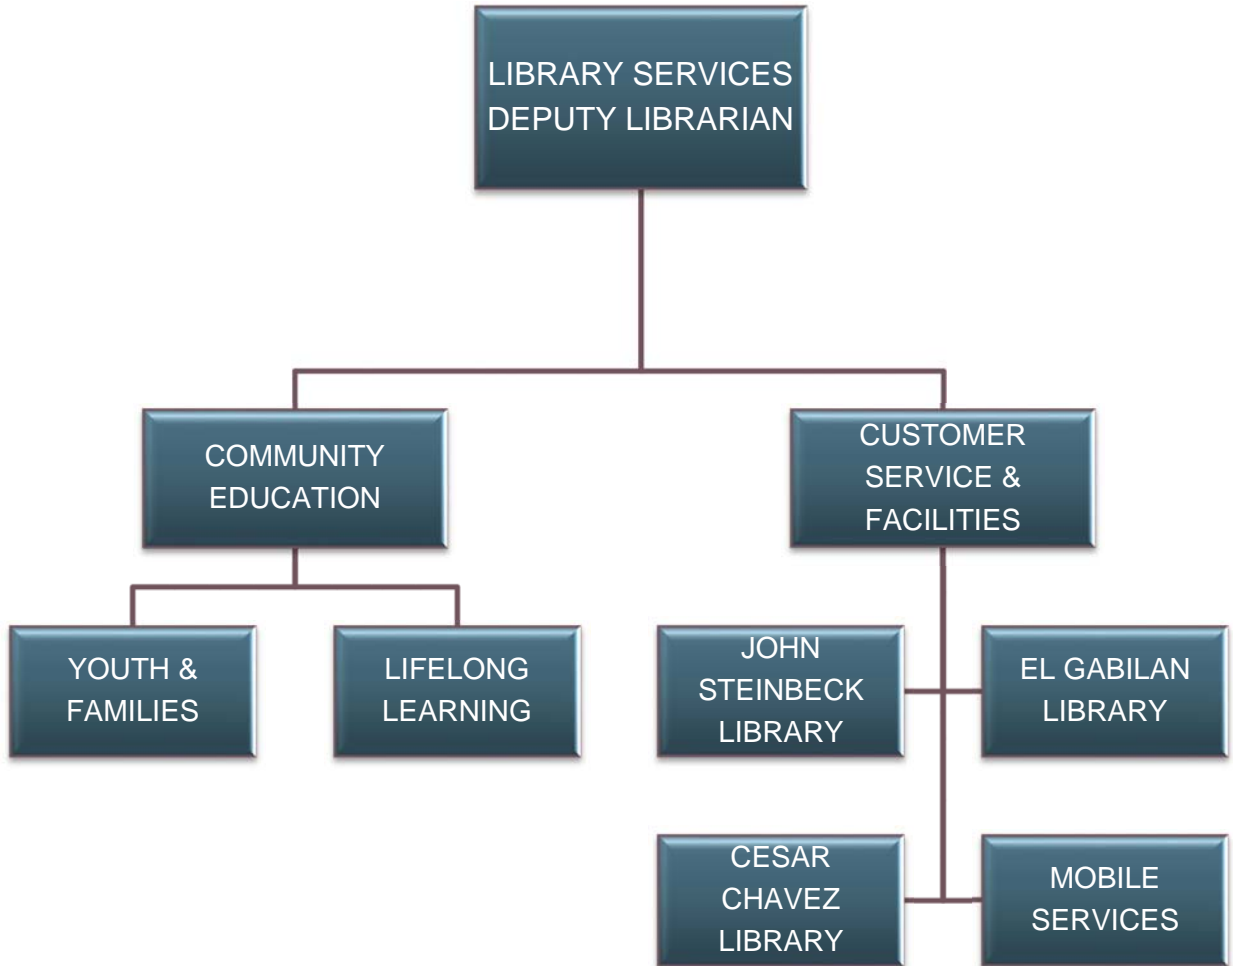 LIBRARY SERVICES
DEPUTY LIBRARIAN
COMMUNITY
EDUCATION
CUSTOMER
SERVICE &
FACILITIES
YOUTH &
FAMILIES
LIFELONG
LEARNING
JOHN
STEINBECK
LIBRARY
EL GABILAN
LIBRARY
CESAR
CHAVEZ
LIBRARY
MOBILE
SERVICES